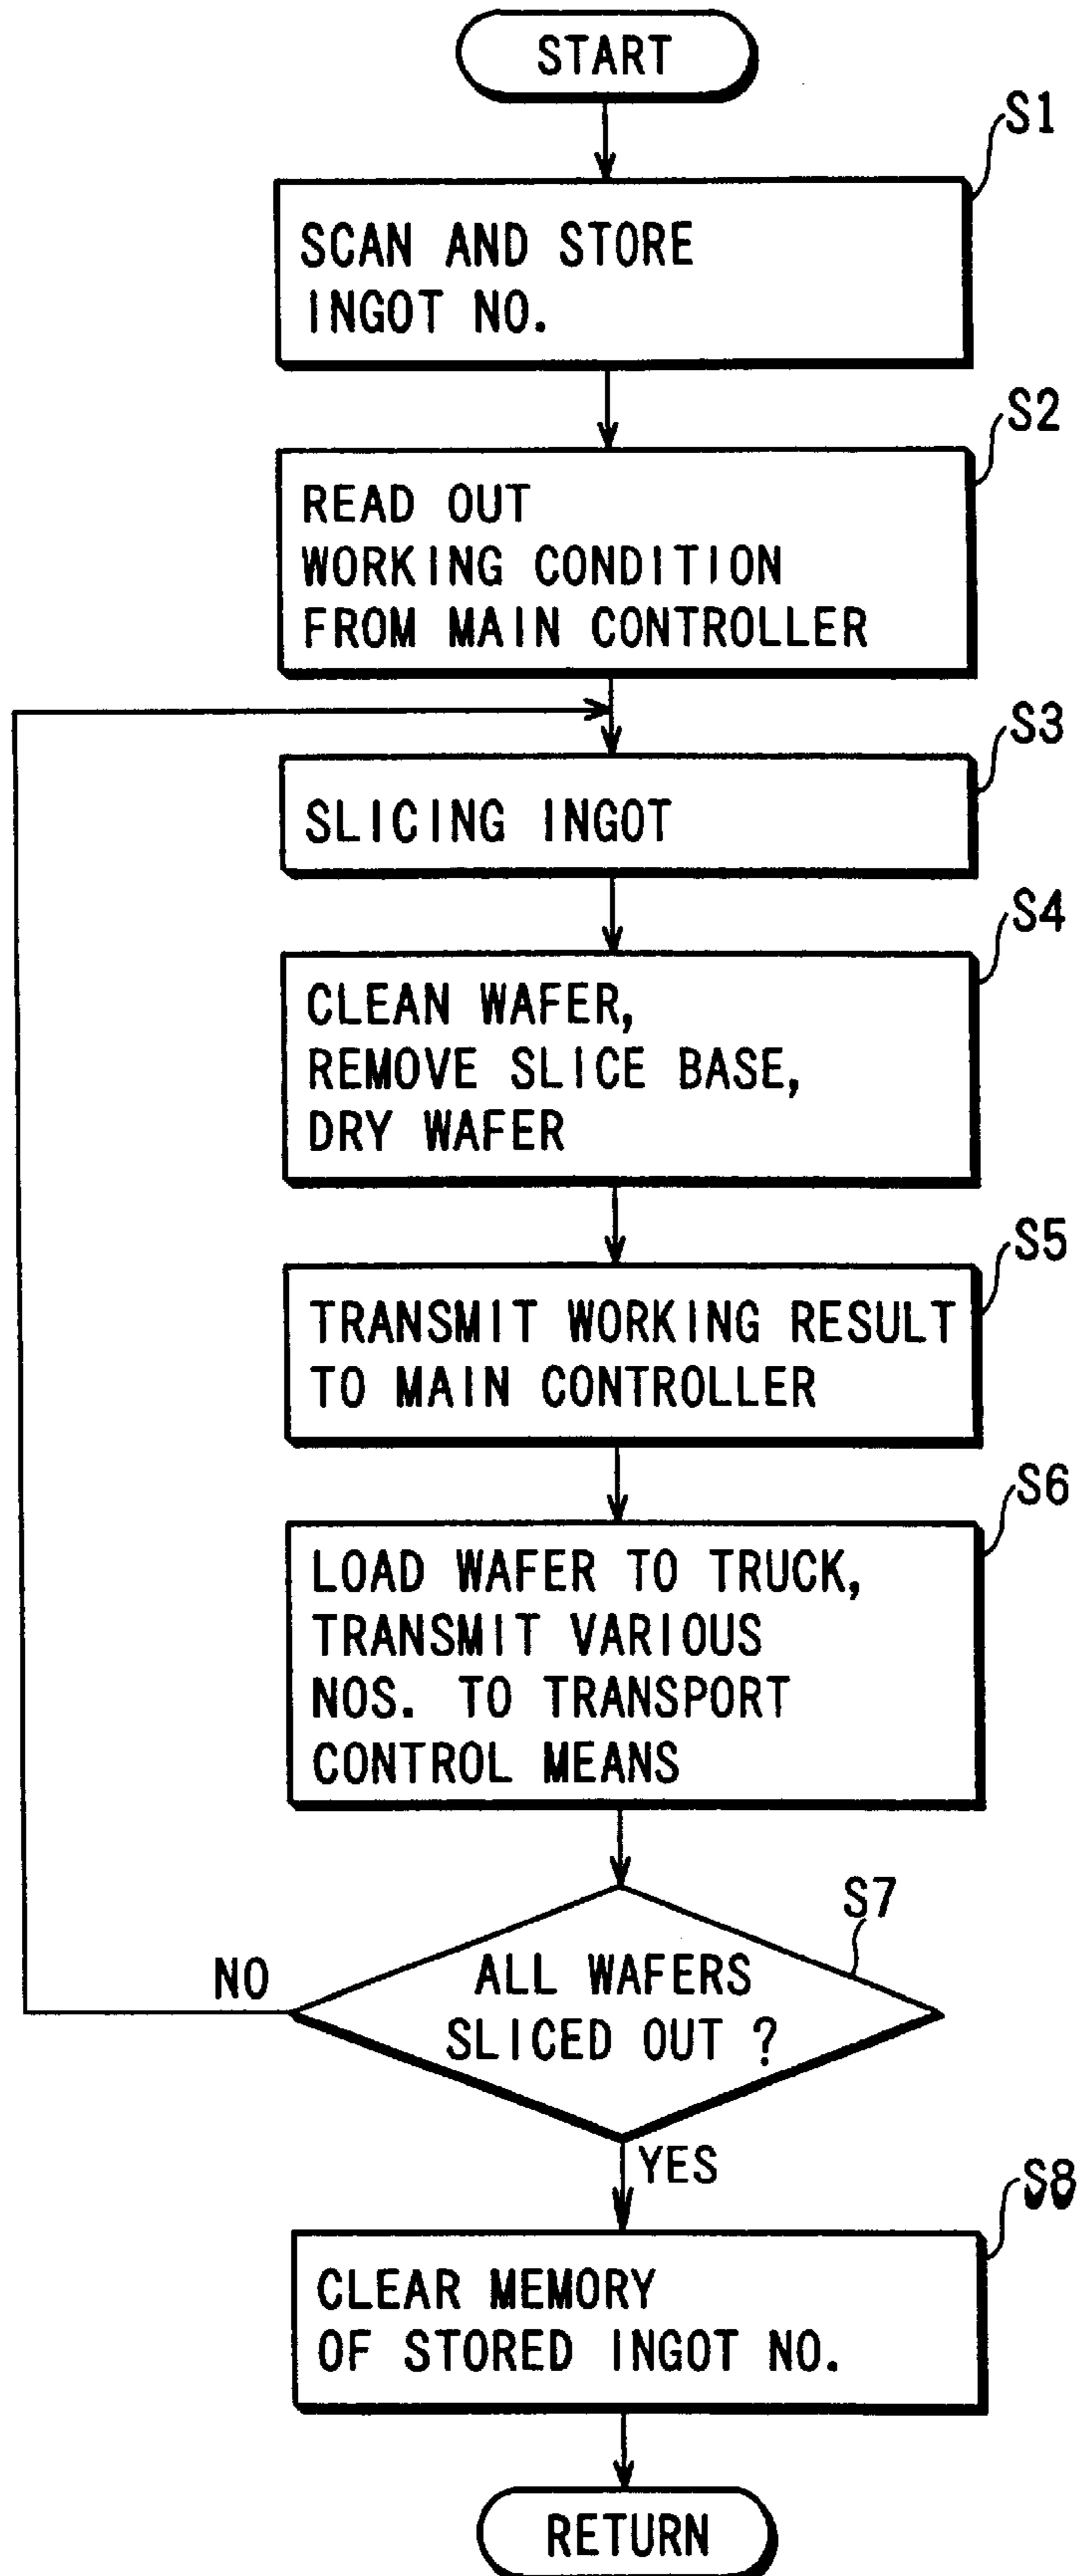 START
S1
SCAN AND STORE
INGOT NO.
S2
READ OUT
WORKING CONDITION
FROM MAIN CONTROLLER
S3
SLICING INGOT
S4
CLEAN WAFER,
REMOVE SLICE BASE,
DRY WAFER
S5
TRANSMIT WORKING RESULT
TO MAIN CONTROLLER
S6
LOAD WAFER TO TRUCK,
TRANSMIT VARIOUS
NOS. TO TRANSPORT
CONTROL MEANS
S7
NO
ALL WAFERS
SLICED OUT ?
YES
S8
CLEAR MEMORY
OF STORED INGOT NO.
RETURN